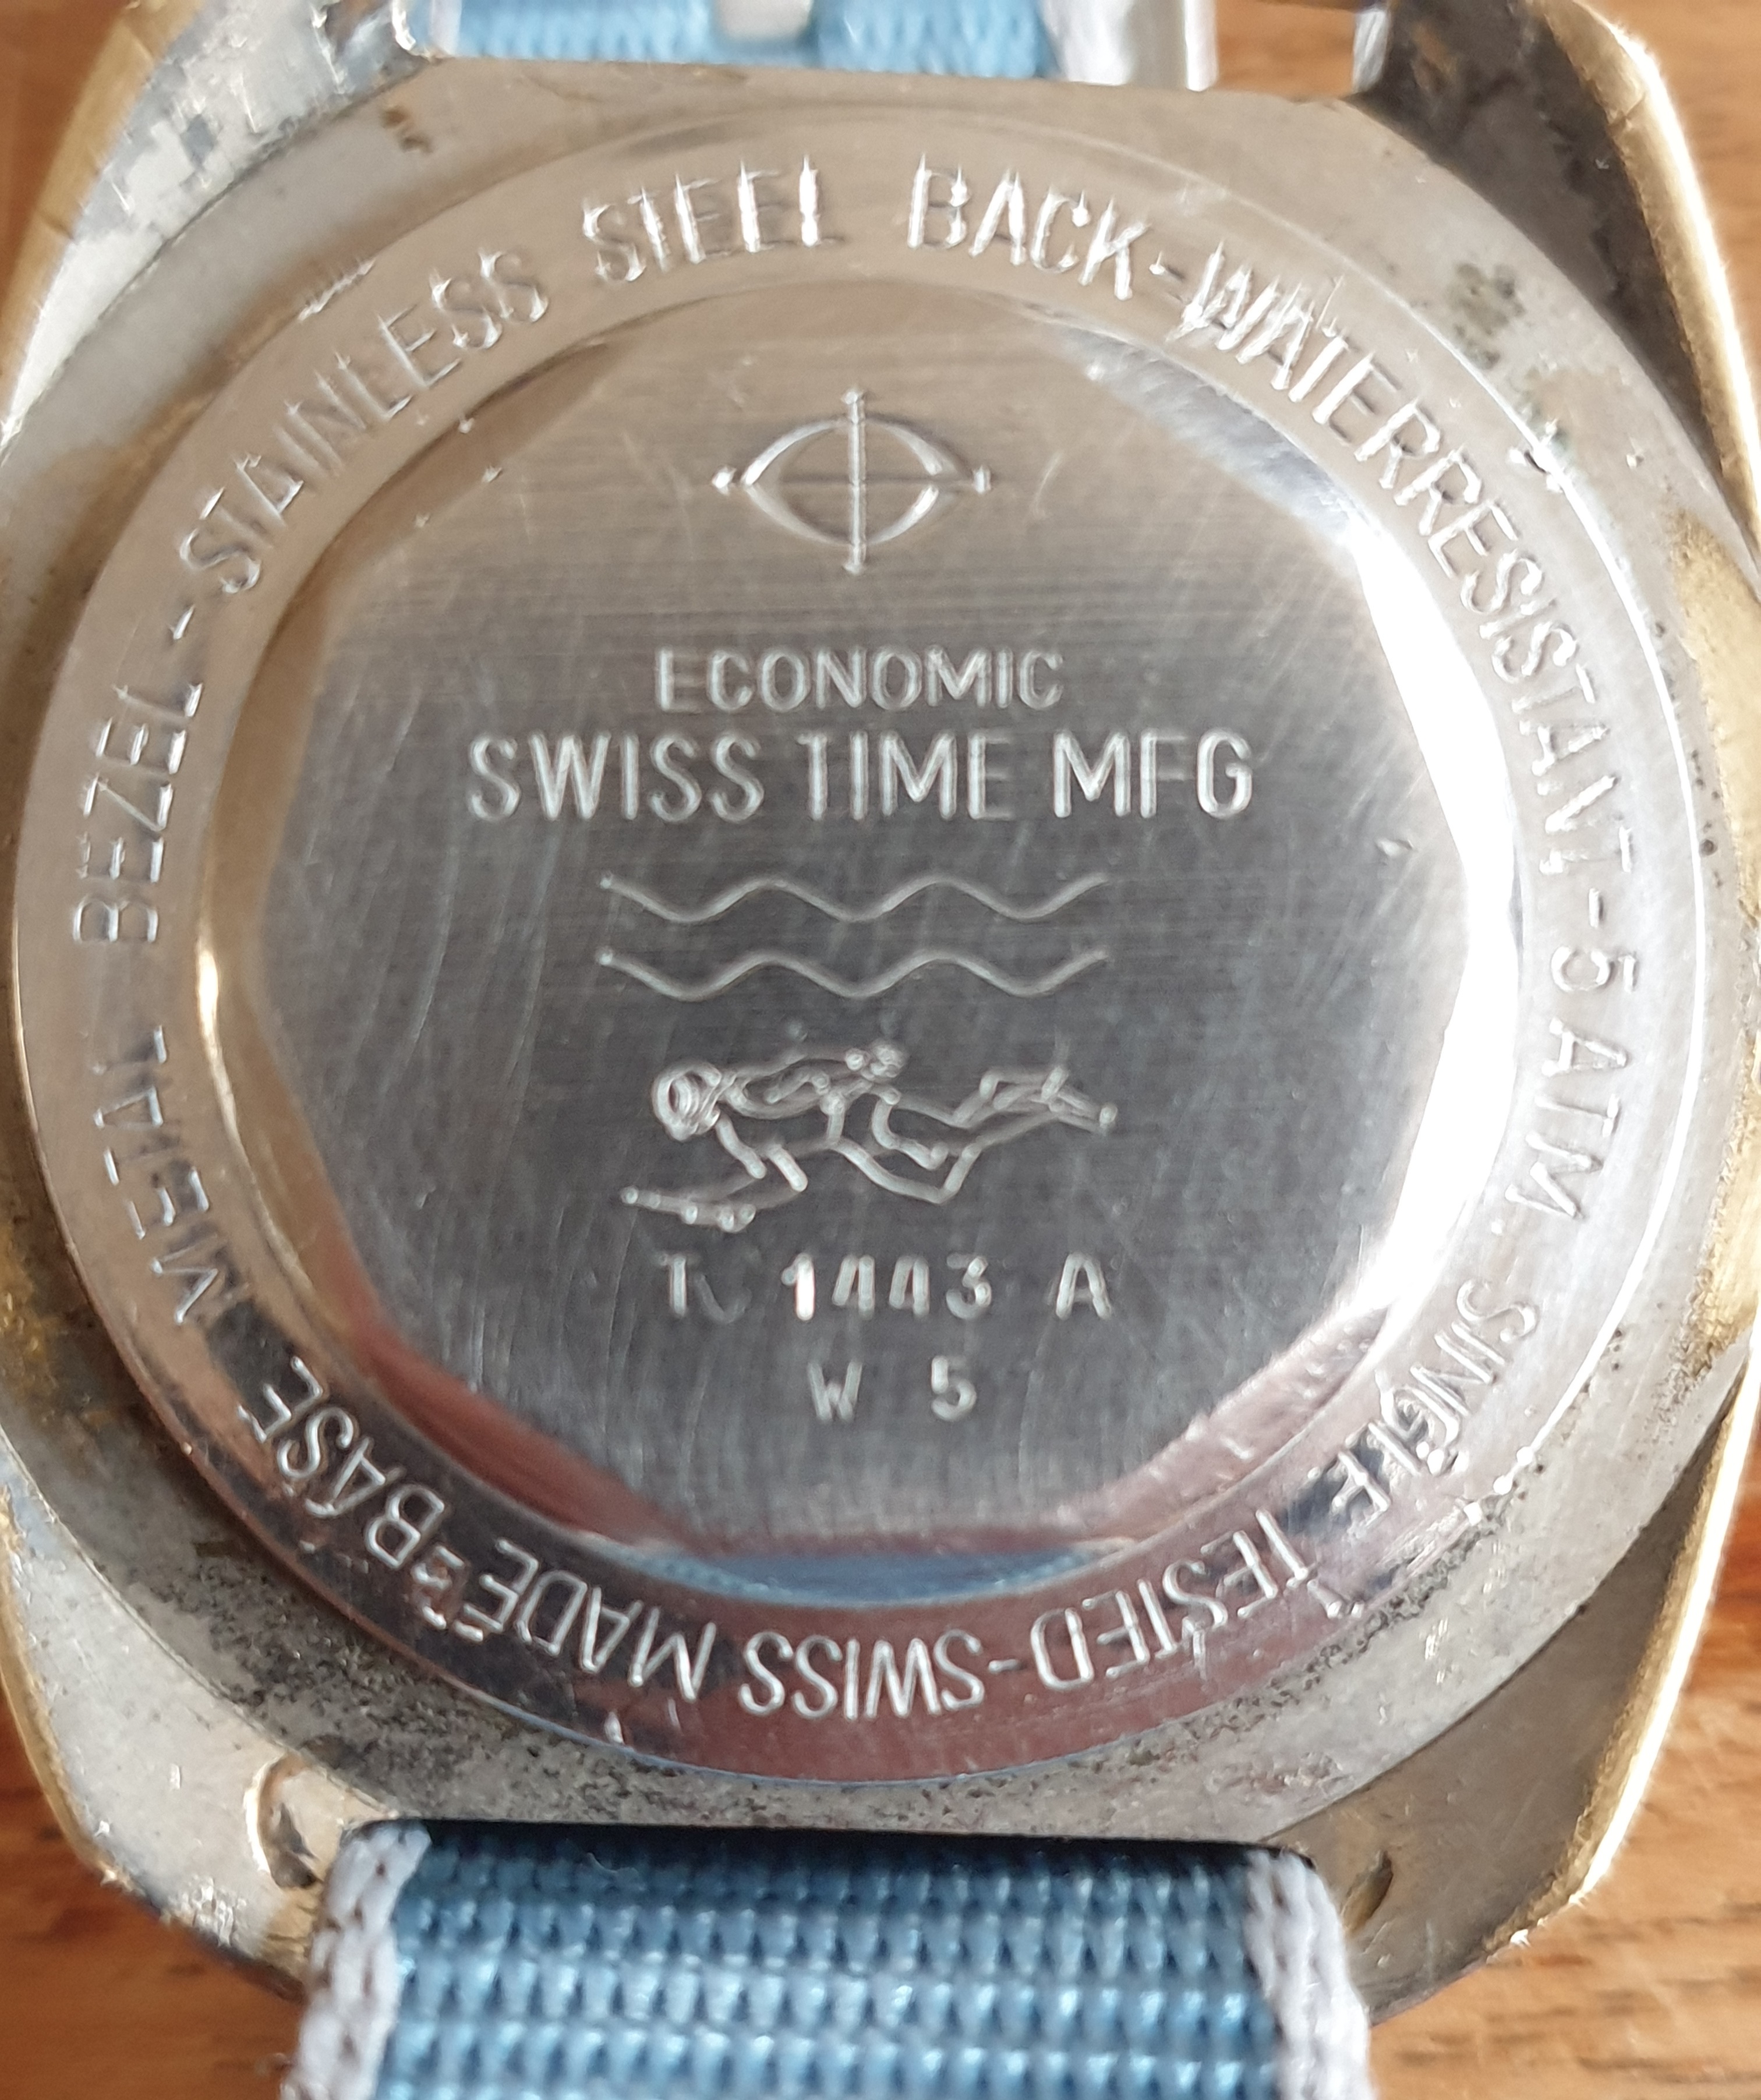 STAINLESS STEEL BACK-WATERRESISTANT-5 ATM. SINGLE TESTED-SWISS MADE-BASE METAL BEZEL-
ECONOMIC
SWISS TIME MFG
T 1443 A
W 5